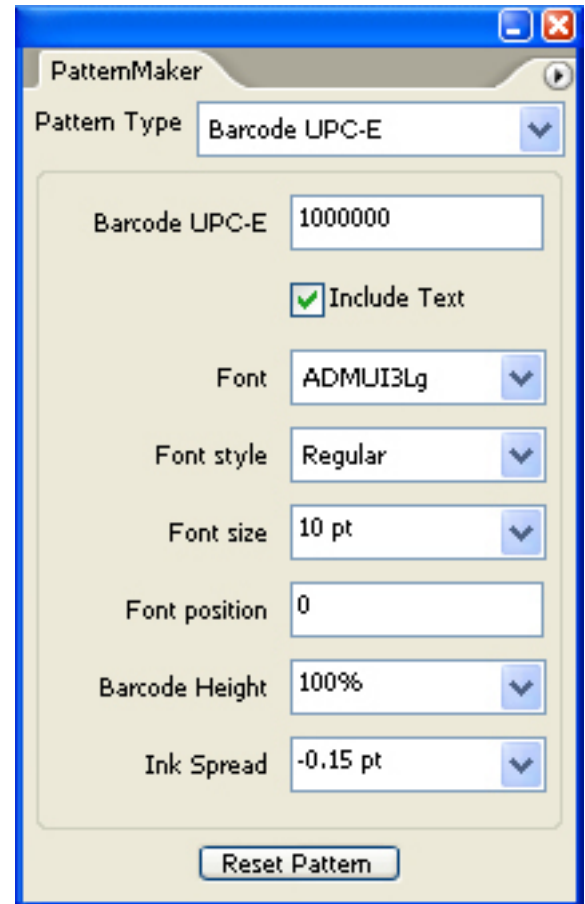 PatternMaker
Pattern Type Barcode UPC-E
Barcode UPC-E 1000000
Include Text
Font ADMUI3Lg
Font style Regular
Font size 10 pt
Font position 0
Barcode Height 100%
Ink Spread -0.15 pt
Reset Pattern